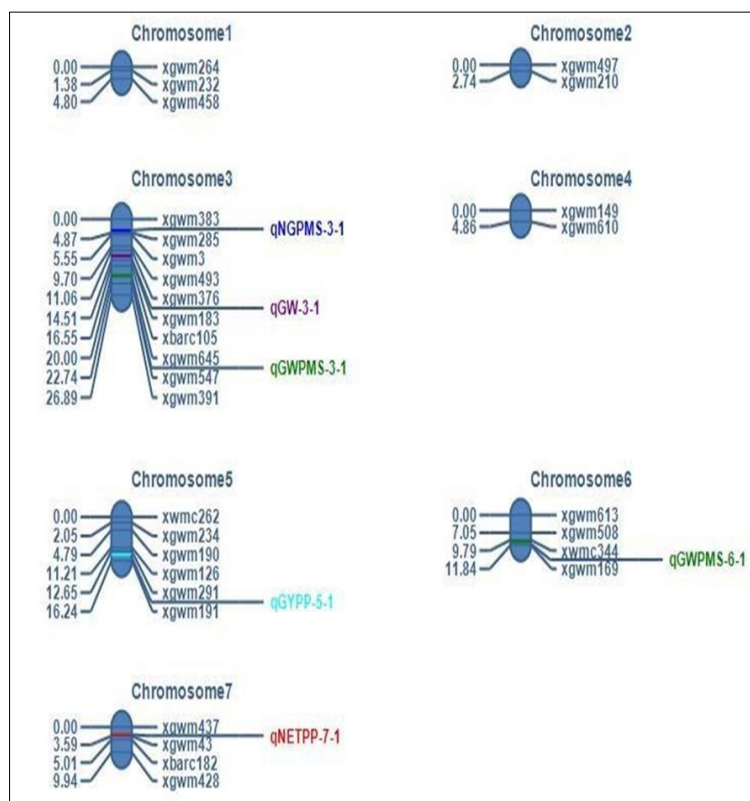 Chromosome1
0.00 xgwm264
1.38 xgwm232
4.80 xgwm458
Chromosome2
0.00 xgwm497
2.74 xgwm210
Chromosome3
0.00 xgwm383
qNGPMS-3-1
4.87 xgwm285
5.55 xgwm3
9.70 xgwm493
11.06 xgwm376
qGW-3-1
14.51 xgwm183
16.55 xbarc105
20.00 xgwm645
qGWPMS-3-1
22.74 xgwm547
26.89 xgwm391
Chromosome4
0.00 xgwm149
4.86 xgwm610
Chromosome5
0.00 xwmc262
2.05 xgwm234
4.79 xgwm190
11.21 xgwm126
12.65 xgwm291
qGYPP-5-1
16.24 xgwm191
Chromosome6
0.00 xgwm613
7.05 xgwm508
9.79 xwmc344
qGWPMS-6-1
11.84 xgwm169
Chromosome7
0.00 xgwm437
qNETPP-7-1
3.59 xgwm43
5.01 xbarc182
9.94 xgwm428